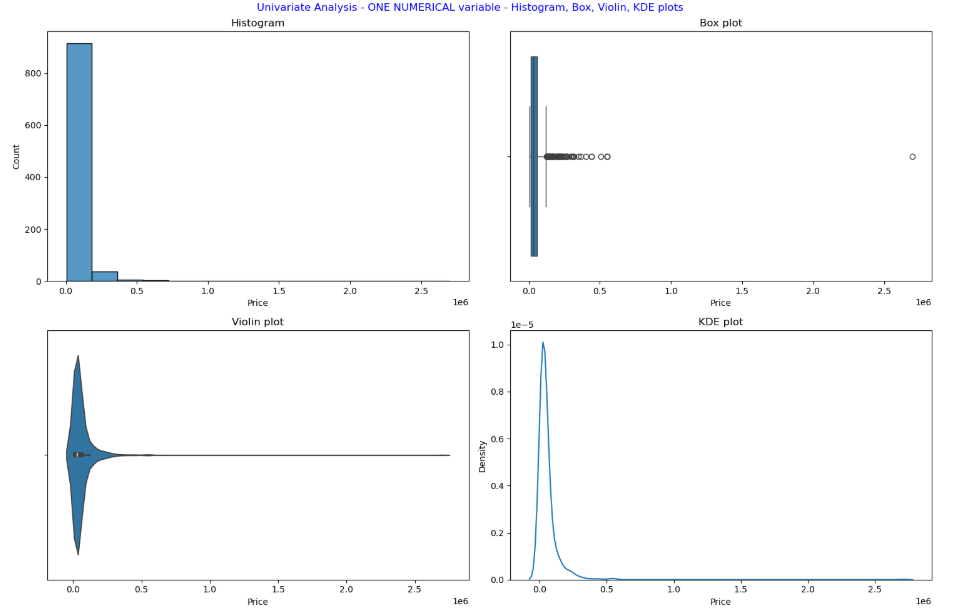 Univariate Analysis - ONE NUMERICAL variable - Histogram, Box, Violin, KDE plots
Histogram
800
600
400
200
0
Count
0.0 0.5 1.0 1.5 2.0 2.5
1e6
Price
Box plot
0.0 0.5 1.0 1.5 2.0 2.5
1e6
Price
Violin plot
0.0 0.5 1.0 1.5 2.0 2.5
1e6
Price
KDE plot
1e−5
1.0
0.8
0.6
0.4
0.2
0.0
Density
0.0 0.5 1.0 1.5 2.0 2.5
1e6
Price